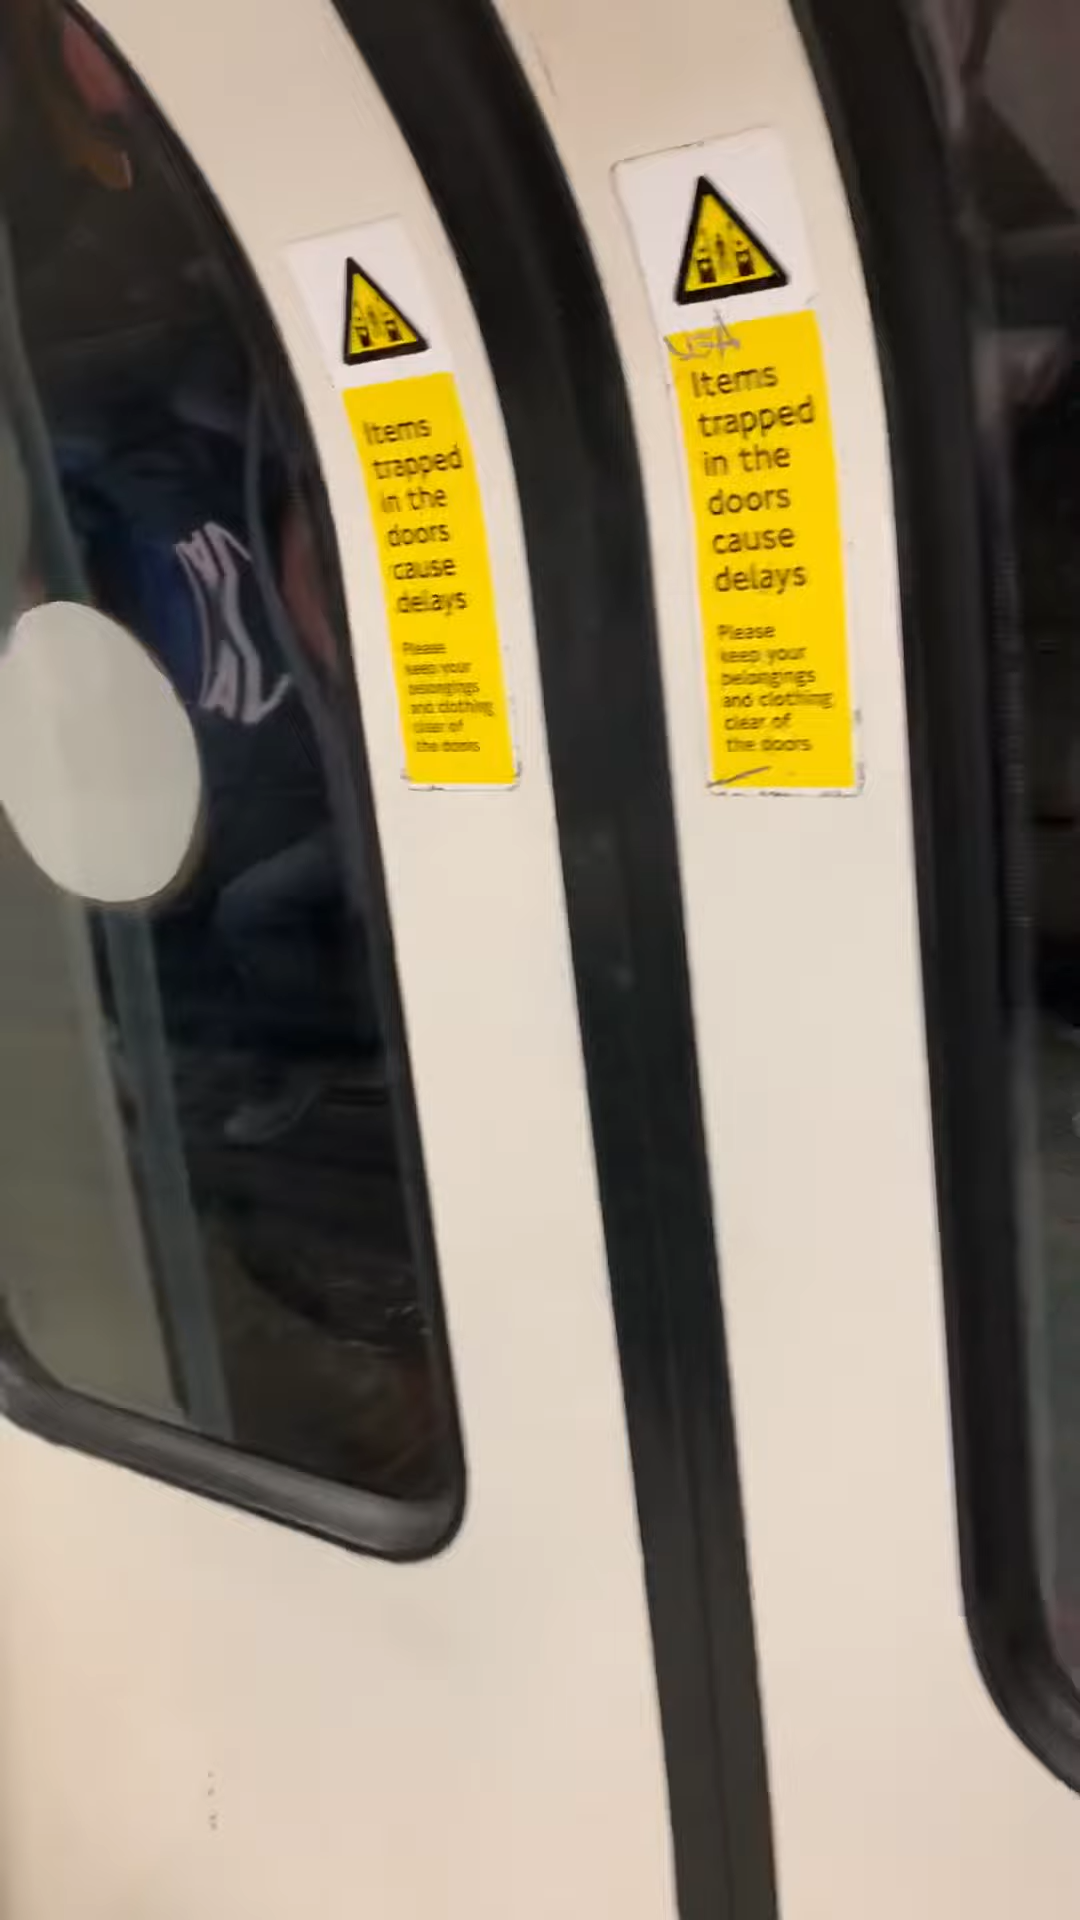 Items
trapped
in the
doors
cause
delays
Please
keep your
belongings
and clothing
clear of
the doors
Items
trapped
in the
doors
cause
delays
Please
keep your
belongings
and clothing
clear of
the doors